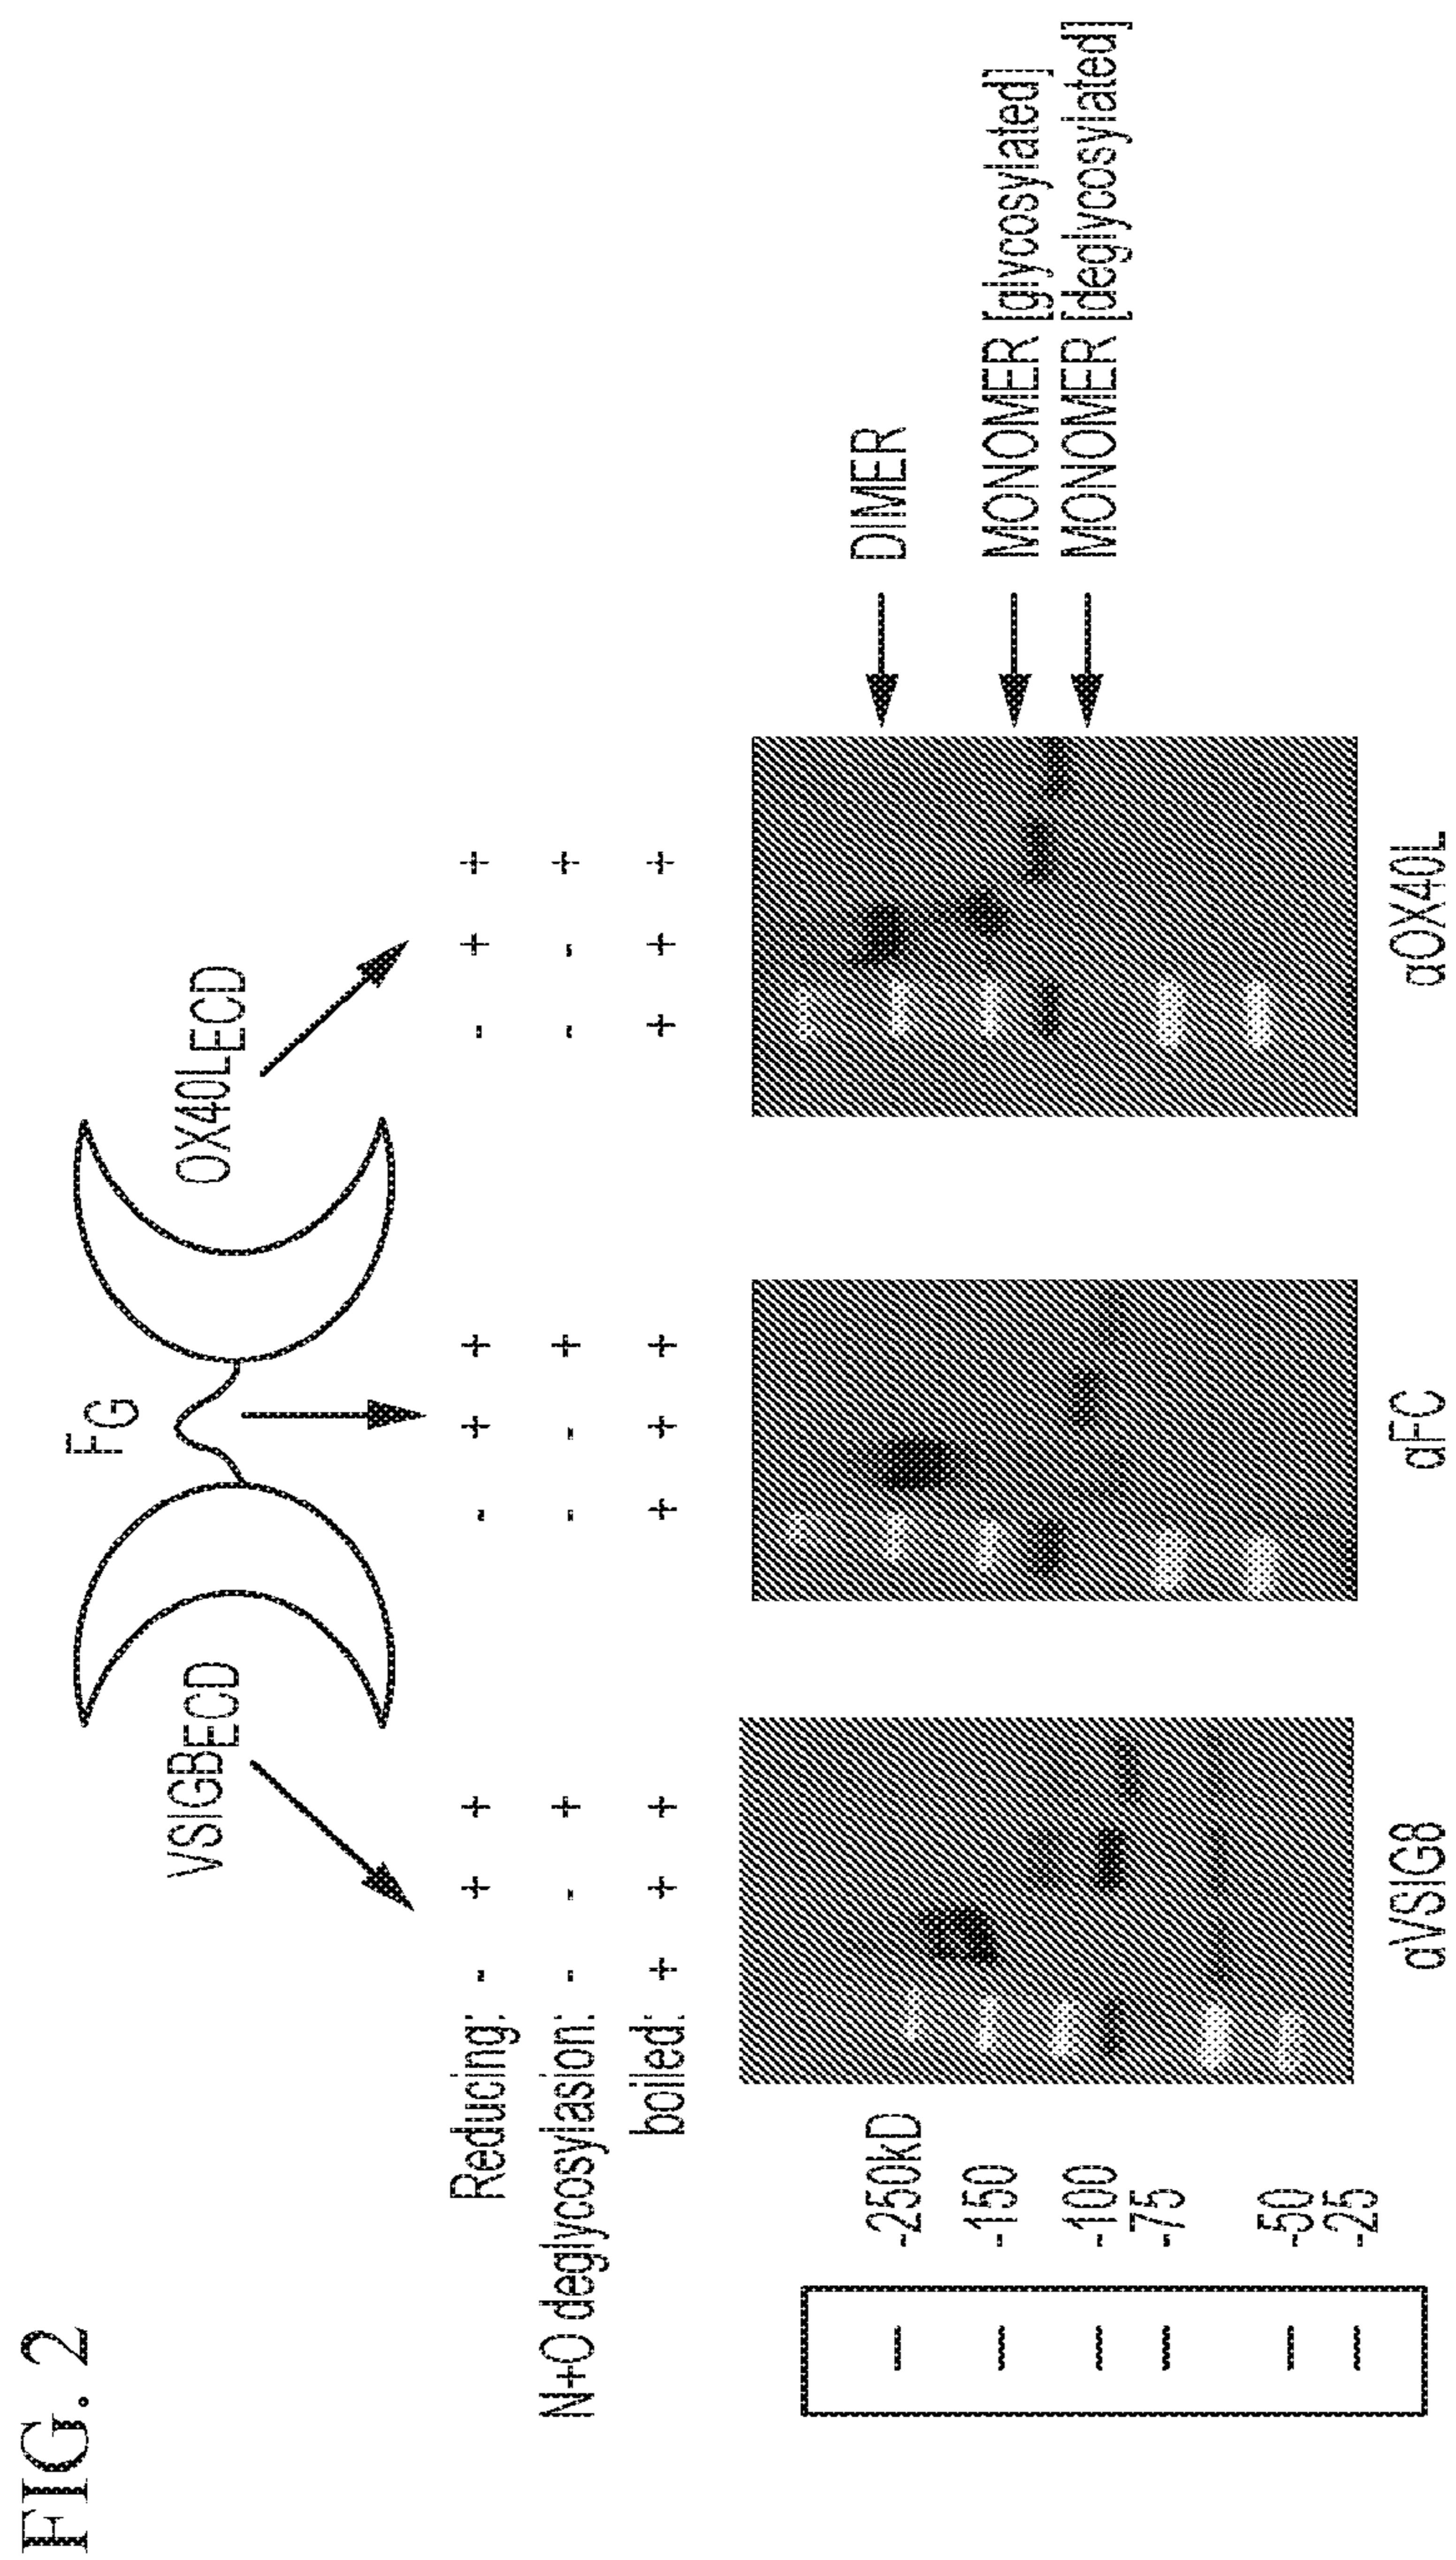 FIG. 2
VSIGBECD
FG
OX40LECD
Reducing: - + + - + + - + +
N+O deglycosylasion: - - + - - + - - +
boiled: + + + + + + + + +
-250kD
-150
-100
-75
-50
-25
DIMER
MONOMER [glycosylated]
MONOMER [deglycosylated]
αVSIG8
αFC
αOX40L